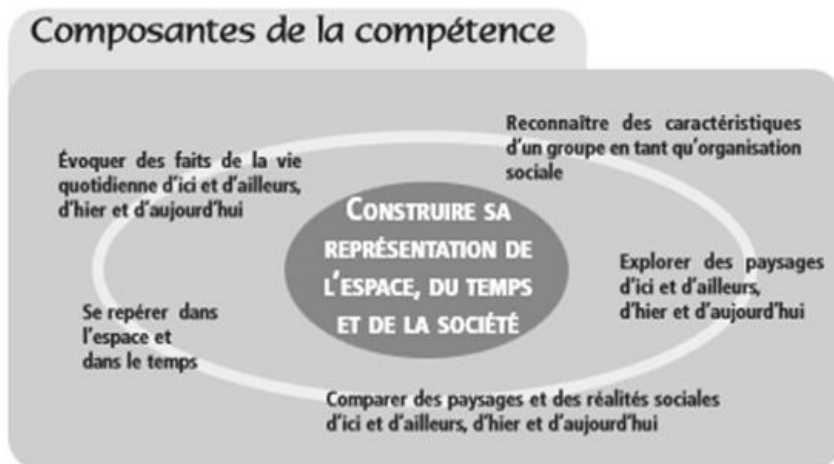 Composantes de la compétence
Évoquer des faits de la vie
quotidienne d'ici et d'ailleurs,
d'hier et d'aujourd'hui
Reconnaître des caractéristiques
d'un groupe en tant qu'organisation
sociale
CONSTRUIRE SA
REPRÉSENTATION DE
L'ESPACE, DU TEMPS
ET DE LA SOCIÉTÉ
Explorer des paysages
d'ici et d'ailleurs,
d'hier et d'aujourd'hui
Se repérer dans
l'espace et
dans le temps
Comparer des paysages et des réalités sociales
d'ici et d'ailleurs, d'hier et d'aujourd'hui